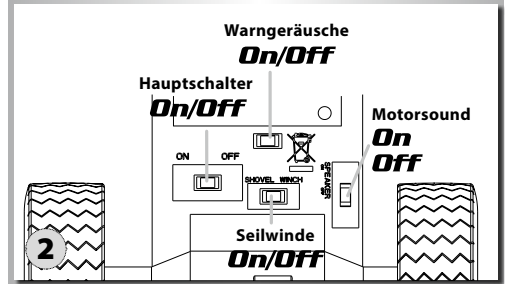 Warngeräusche
On/Off
Hauptschalter
On/Off
Motorsound
On
Off
ON OFF
SPEAKER
SHOVEL WINCH
Seilwinde
On/Off
2